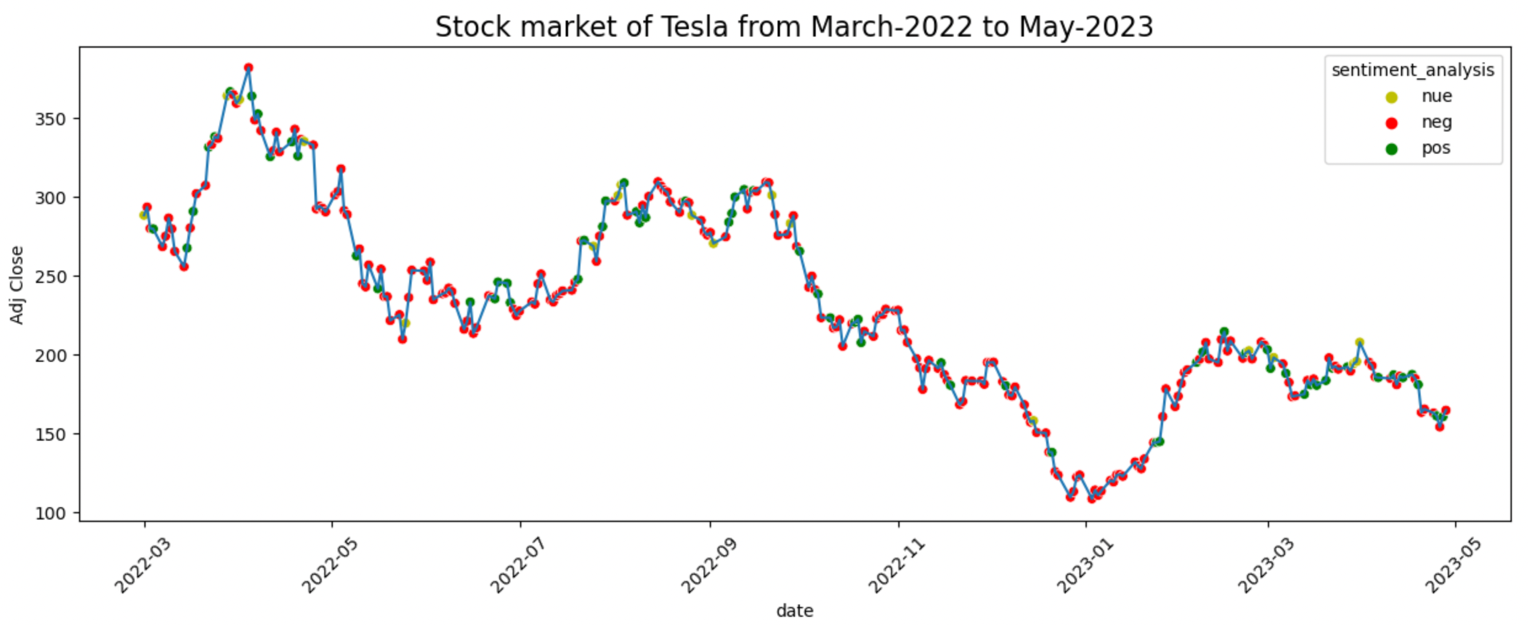 Stock market of Tesla from March-2022 to May-2023
sentiment_analysis
nue
neg
pos
350
300
250
200
150
100
Adj Close
2022-03
2022-05
2022-07
2022-09
2022-11
2023-01
2023-03
2023-05
date